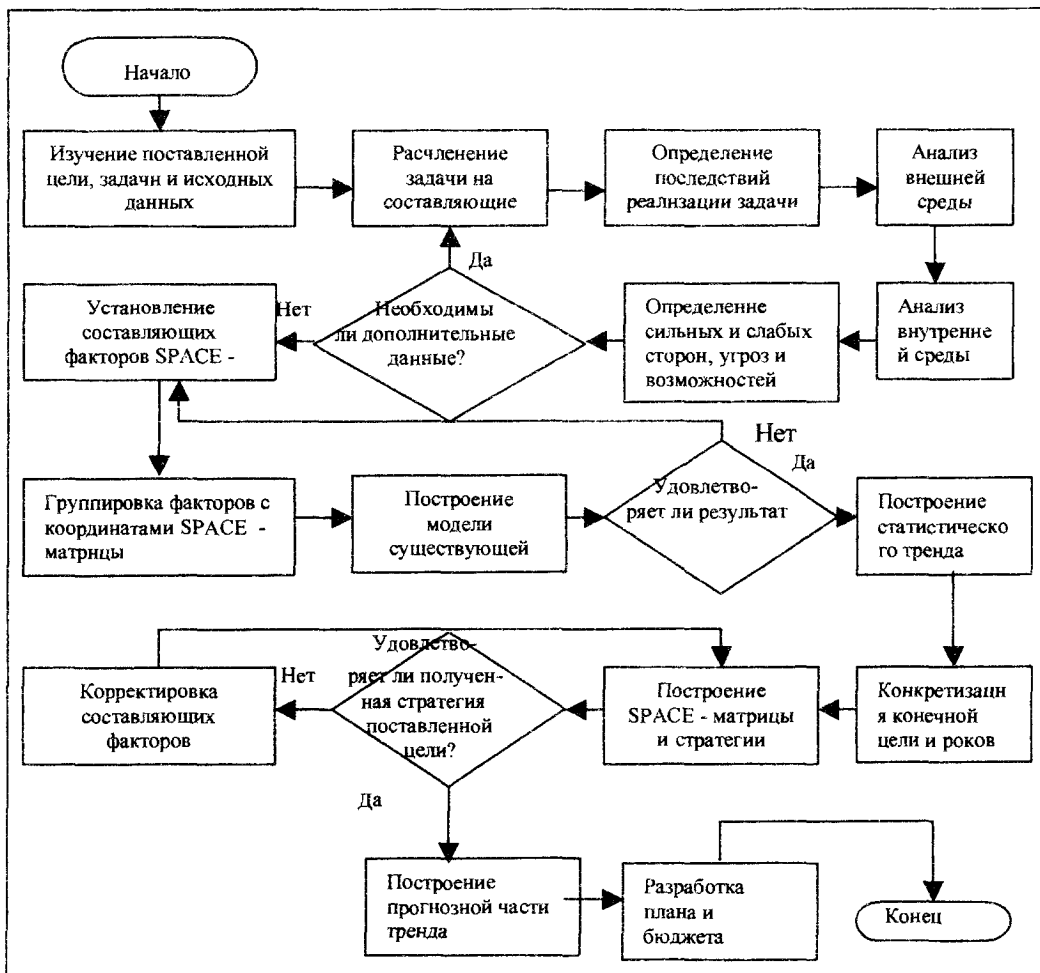 Начало
Изучение поставленной
цели, задачи и исходных
данных
Расчленение
задачи на
составляющие
Определение
последствий
реализации задачи
Анализ
внешней
среды
Да
Установление
составляющих
факторов SPACE -
Нет
Необходимы
ли дополнительные
данные?
Определение
сильных и слабых
сторон, угроз и
возможностей
Анализ
внутренне
й среды
Нет
Да
Группировка факторов с
координатами SPACE -
матрицы
Построение
модели
существующей
Удовлетво-
ряет ли результат
Построение
статистическо
го тренда
Корректировка
составляющих
факторов
Нет
Удовлетво-
ряет ли получен-
ная стратегия
поставленной
цели?
Построение
SPACE - матрицы
и стратегии
Конкретизаци
я конечной
цели и роков
Да
Построение
прогнозной части
тренда
Разработка
плана и
бюджета
Конец